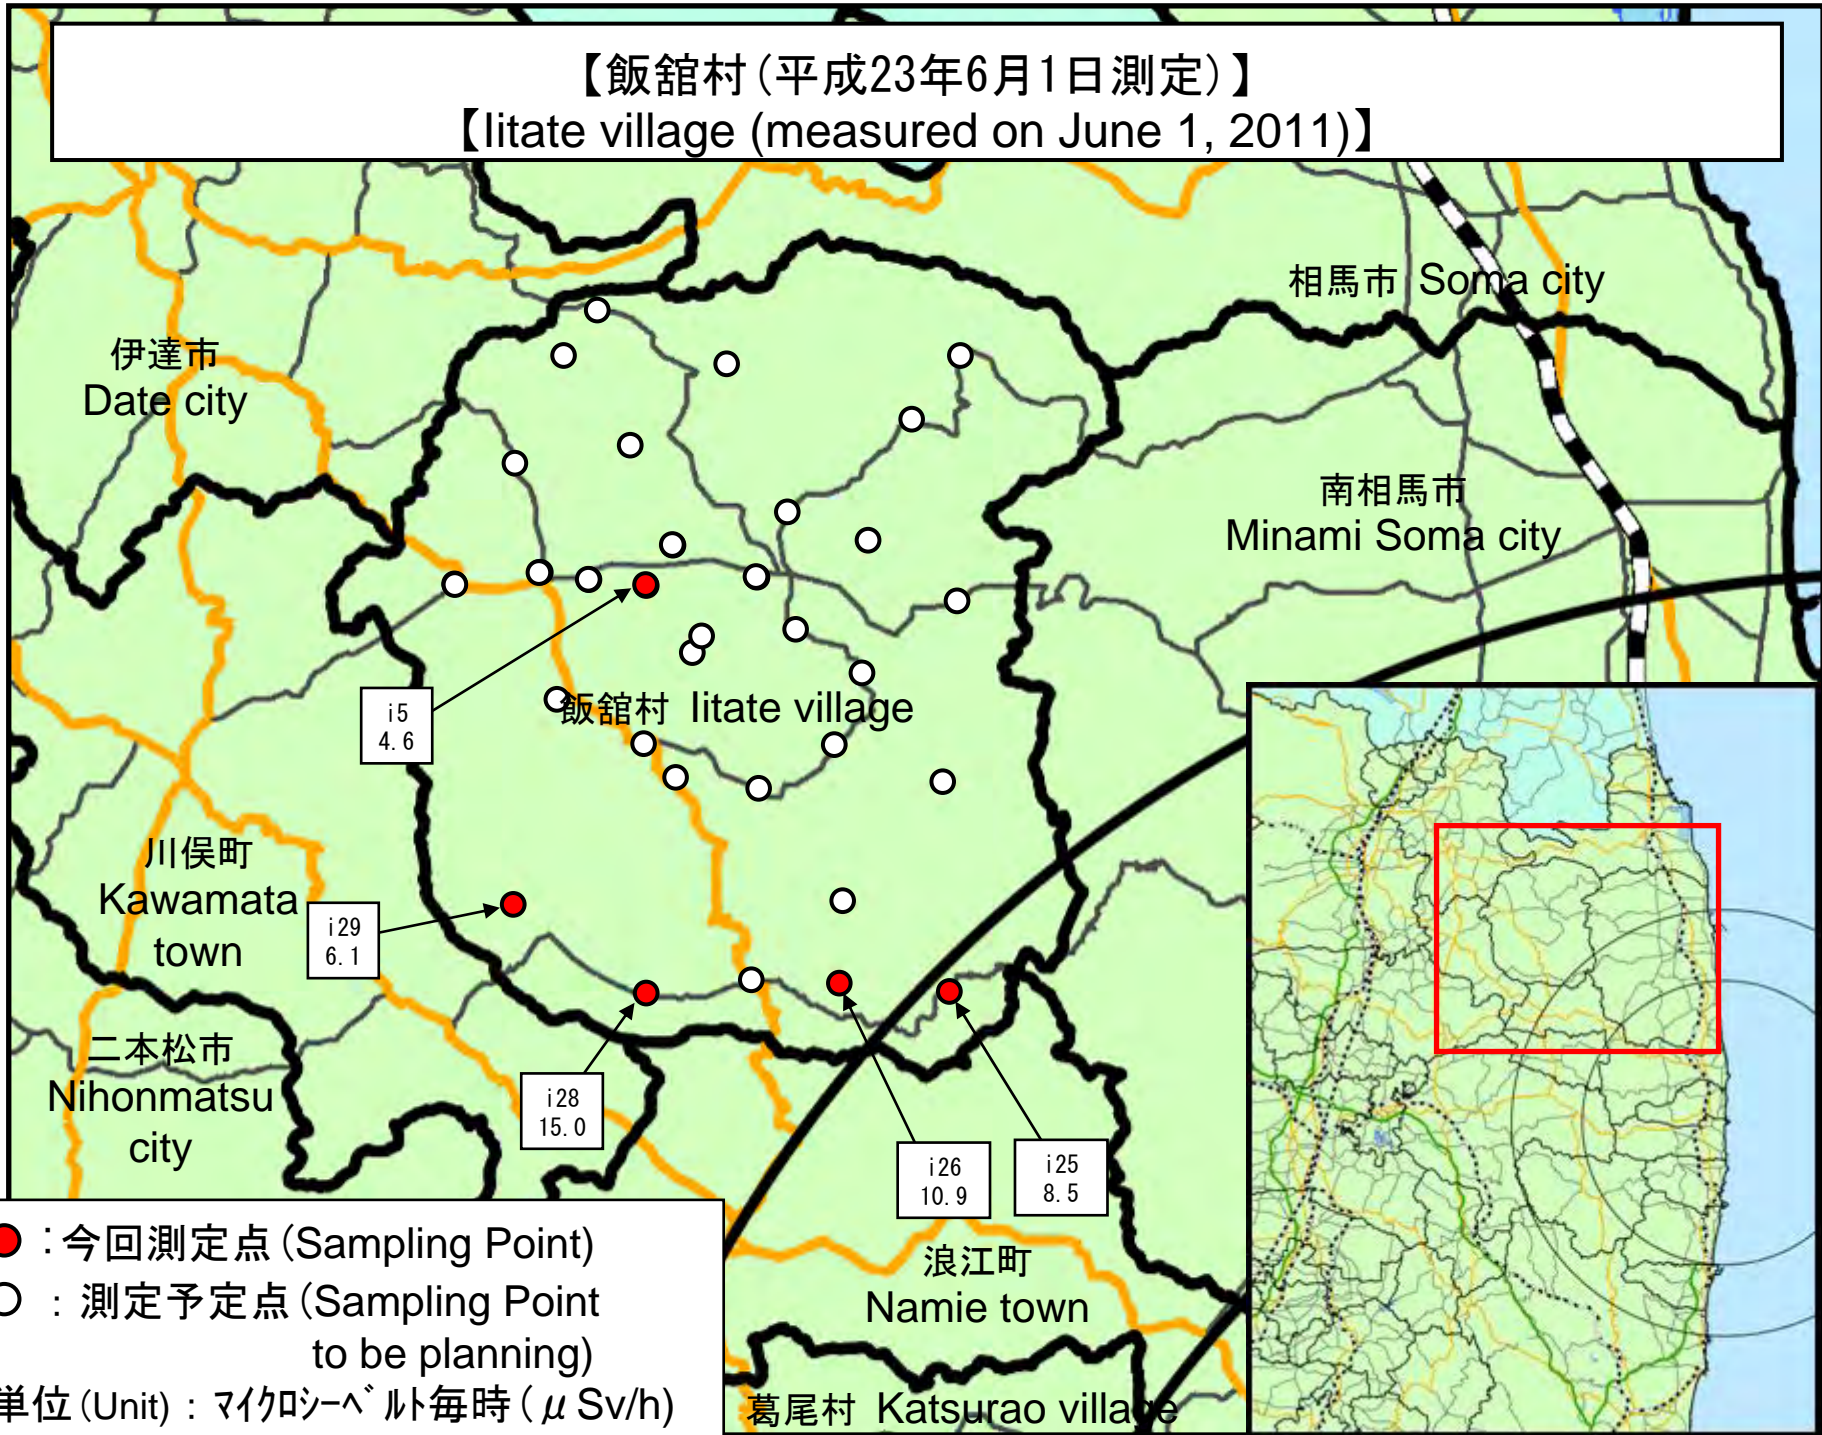 【飯舘村(平成23年6月1日測定)】
【Iitate village (measured on June 1, 2011)】
相馬市 Soma city
伊達市
Date city
南相馬市
Minami Soma city
i5
4.6
飯舘村 Iitate village
川俣町
Kawamata
town
i29
6.1
二本松市
Nihonmatsu
city
i28
15.0
i26
10.9
i25
8.5
浪江町
Namie town
葛尾村 Katsurao village
:今回測定点(Sampling Point)
:測定予定点(Sampling Point
to be planning)
単位(Unit):マイクロシーベルト毎時(μSv/h)